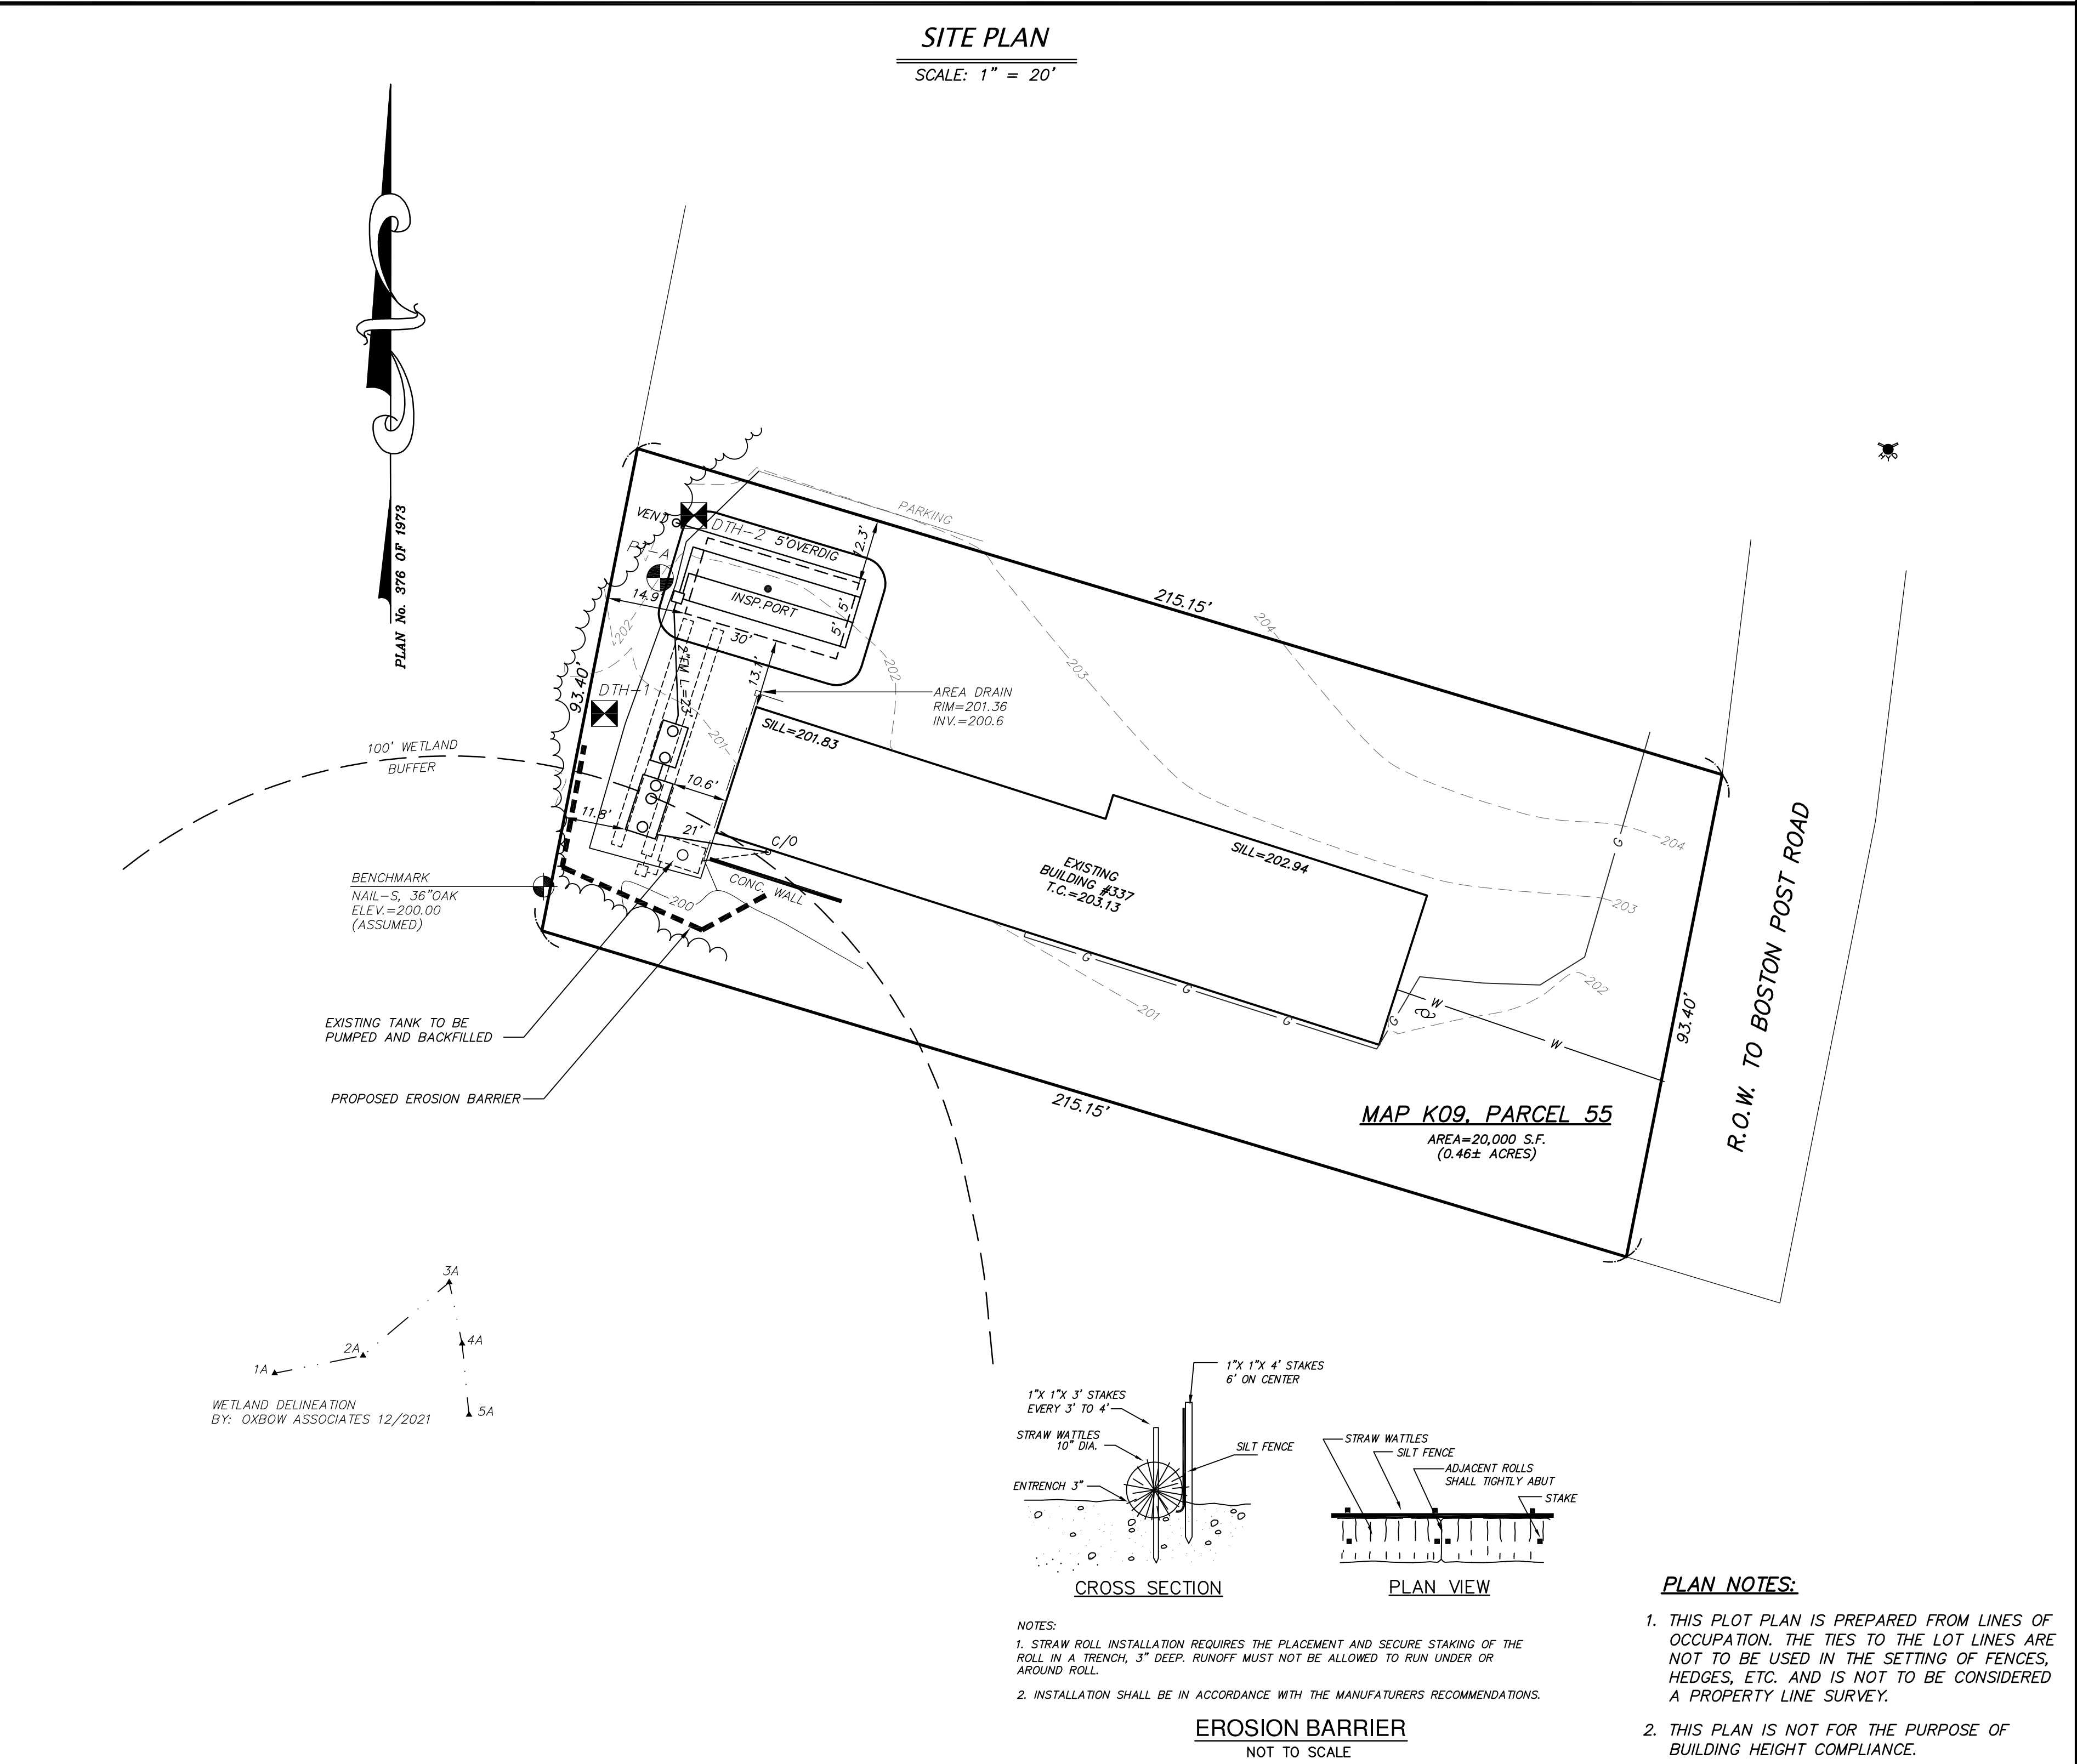 SITE PLAN
SCALE: 1" = 20'
PLAN No. 376 OF 1973
HYD
PARKING
VENT
DTH-2
5'OVERDIG
12.3'
14.9'
INSP.PORT
5'
5'
30'
202
202
2"FM L.=25'
13.1'
215.15'
204
203
93.40'
DTH-1
AREA DRAIN
RIM=201.36
INV.=200.6
201
SILL=201.83
100' WETLAND
BUFFER
10.6'
11.8'
21'
C/O
CONC. WALL
200
BENCHMARK
NAIL-S, 36"OAK
ELEV.=200.00
(ASSUMED)
EXISTING
BUILDING #337
T.C.=203.13
SILL=202.94
G
204
203
202
G
G
G
G
W
W
201
93.40'
R.O.W. TO BOSTON POST ROAD
EXISTING TANK TO BE
PUMPED AND BACKFILLED
PROPOSED EROSION BARRIER
215.15'
MAP K09, PARCEL 55
AREA=20,000 S.F.
(0.46± ACRES)
3A
4A
2A
1A
5A
WETLAND DELINEATION
BY: OXBOW ASSOCIATES 12/2021
1"X 1"X 4' STAKES
6' ON CENTER
1"X 1"X 3' STAKES
EVERY 3' TO 4'
STRAW WATTLES
10" DIA.
SILT FENCE
ENTRENCH 3"
CROSS SECTION
STRAW WATTLES
SILT FENCE
ADJACENT ROLLS
SHALL TIGHTLY ABUT
STAKE
PLAN VIEW
NOTES:
1. STRAW ROLL INSTALLATION REQUIRES THE PLACEMENT AND SECURE STAKING OF THE
ROLL IN A TRENCH, 3" DEEP. RUNOFF MUST NOT BE ALLOWED TO RUN UNDER OR
AROUND ROLL.
2. INSTALLATION SHALL BE IN ACCORDANCE WITH THE MANUFATURERS RECOMMENDATIONS.
EROSION BARRIER
NOT TO SCALE
PLAN NOTES:
1. THIS PLOT PLAN IS PREPARED FROM LINES OF
OCCUPATION. THE TIES TO THE LOT LINES ARE
NOT TO BE USED IN THE SETTING OF FENCES,
HEDGES, ETC. AND IS NOT TO BE CONSIDERED
A PROPERTY LINE SURVEY.
2. THIS PLAN IS NOT FOR THE PURPOSE OF
BUILDING HEIGHT COMPLIANCE.